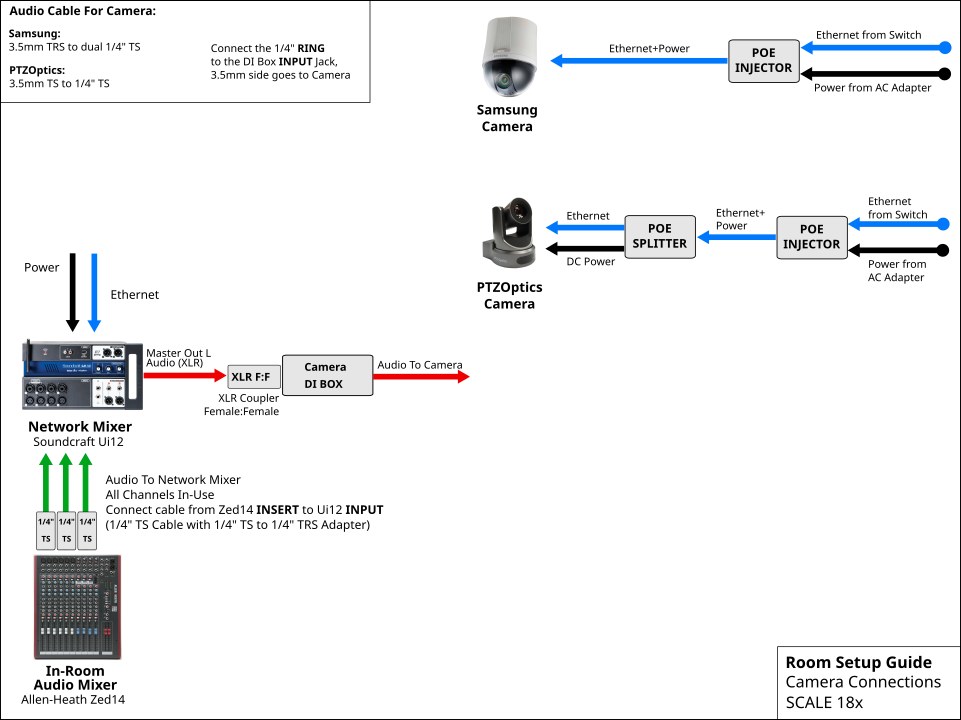 Audio Cable For Camera:
Samsung:
3.5mm TRS to dual 1/4" TS
PTZOptics:
3.5mm TS to 1/4" TS
Connect the 1/4" RING
to the DI Box INPUT Jack,
3.5mm side goes to Camera
Ethernet+Power
POE
INJECTOR
Ethernet from Switch
Power from AC Adapter
Samsung
Camera
Ethernet
DC Power
POE
SPLITTER
Ethernet+
Power
POE
INJECTOR
Ethernet
from Switch
Power from
AC Adapter
PTZOptics
Camera
Power
Ethernet
Master Out L
Audio (XLR)
XLR F:F
XLR Coupler
Female:Female
Camera
DI BOX
Audio To Camera
Network Mixer
Soundcraft Ui12
Audio To Network Mixer
All Channels In-Use
Connect cable from Zed14 INSERT to Ui12 INPUT
(1/4" TS Cable with 1/4" TS to 1/4" TRS Adapter)
1/4"
TS
1/4"
TS
1/4"
TS
In-Room
Audio Mixer
Allen-Heath Zed14
Room Setup Guide
Camera Connections
SCALE 18x